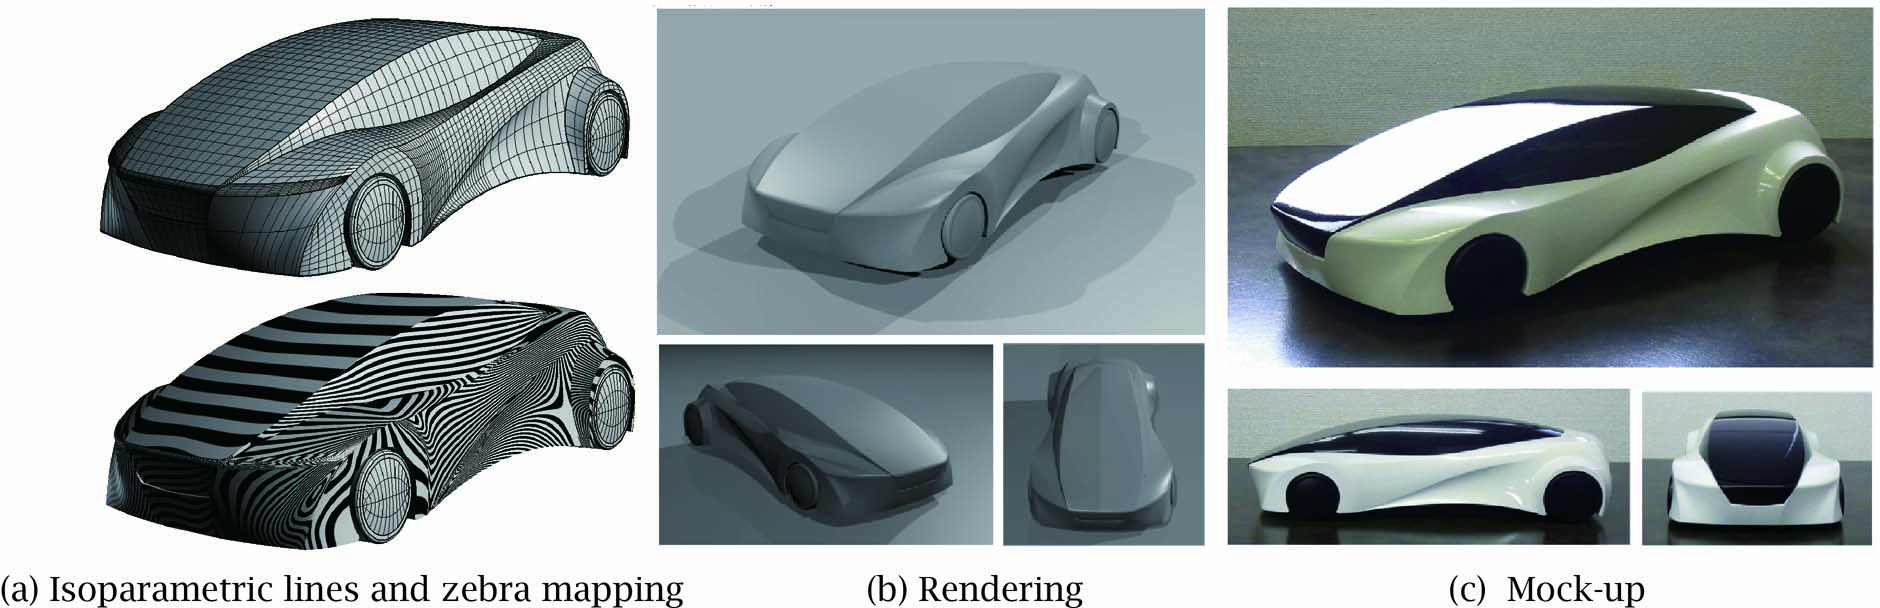 (a) Isoparametric lines and zebra mapping
(b) Rendering
(c) Mock-up